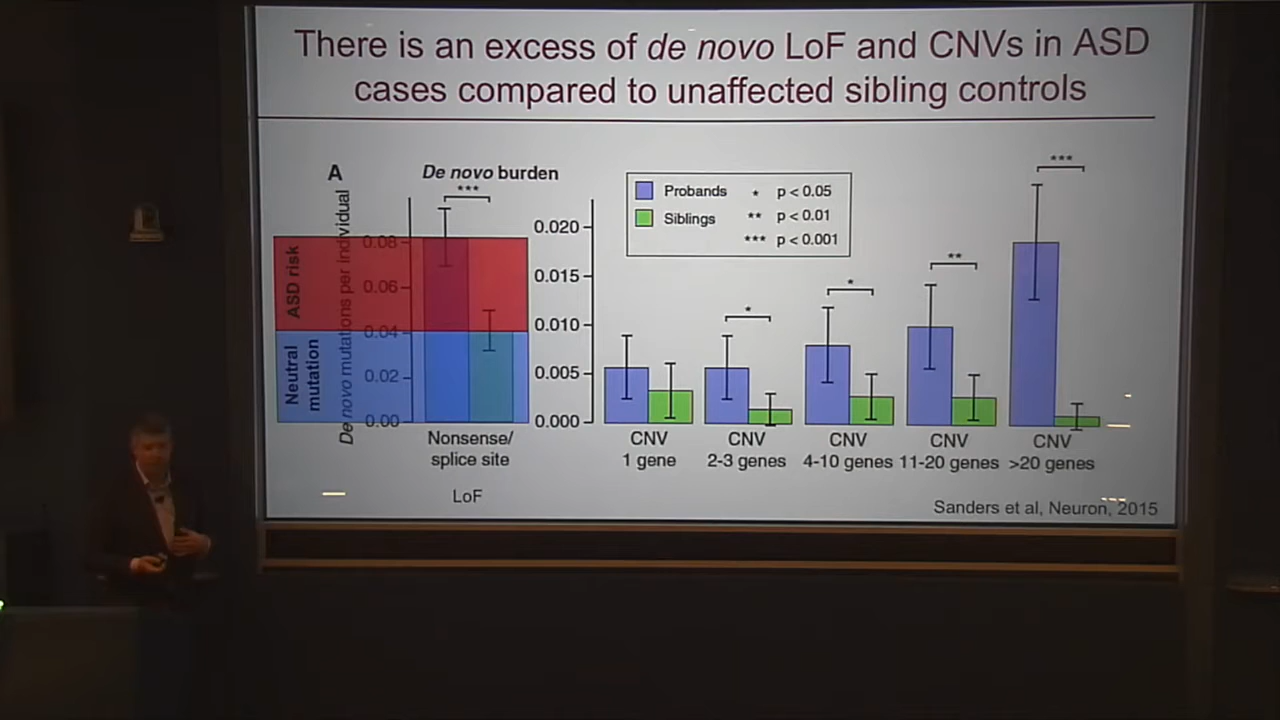 There is an excess of de novo LoF and CNVs in ASD
cases compared to unaffected sibling controls
A
De novo burden
***
De novo mutations per individual
ASD risk
Neutral
mutation
0.08
0.06
0.04
0.02
0.00
Nonsense/
splice site
LoF
0.020
0.015
0.010
0.005
0.000
Probands * p < 0.05
Siblings ** p < 0.01
*** p < 0.001
*
*
**
***
CNV
1 gene
CNV
2-3 genes
CNV
4-10 genes
CNV
11-20 genes
CNV
>20 genes
Sanders et al, Neuron, 2015